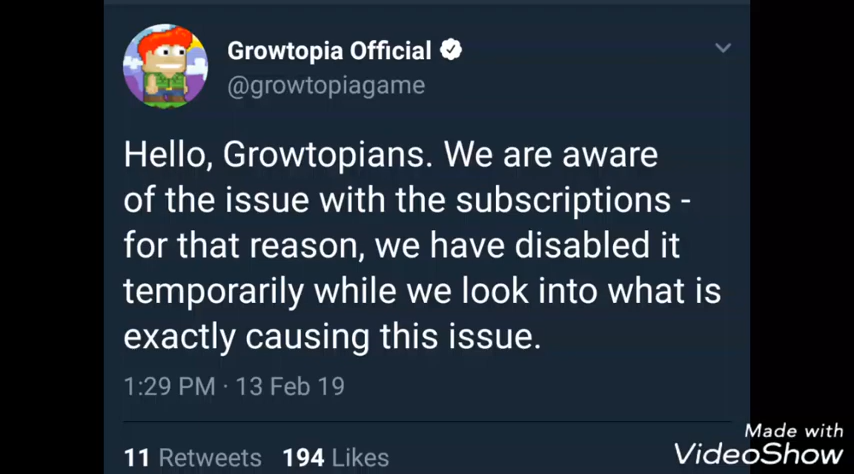 Growtopia Official
@growtopiagame
Hello, Growtopians. We are aware
of the issue with the subscriptions -
for that reason, we have disabled it
temporarily while we look into what is
exactly causing this issue.
1:29 PM · 13 Feb 19
11 Retweets 194 Likes
Made with
VideoShow